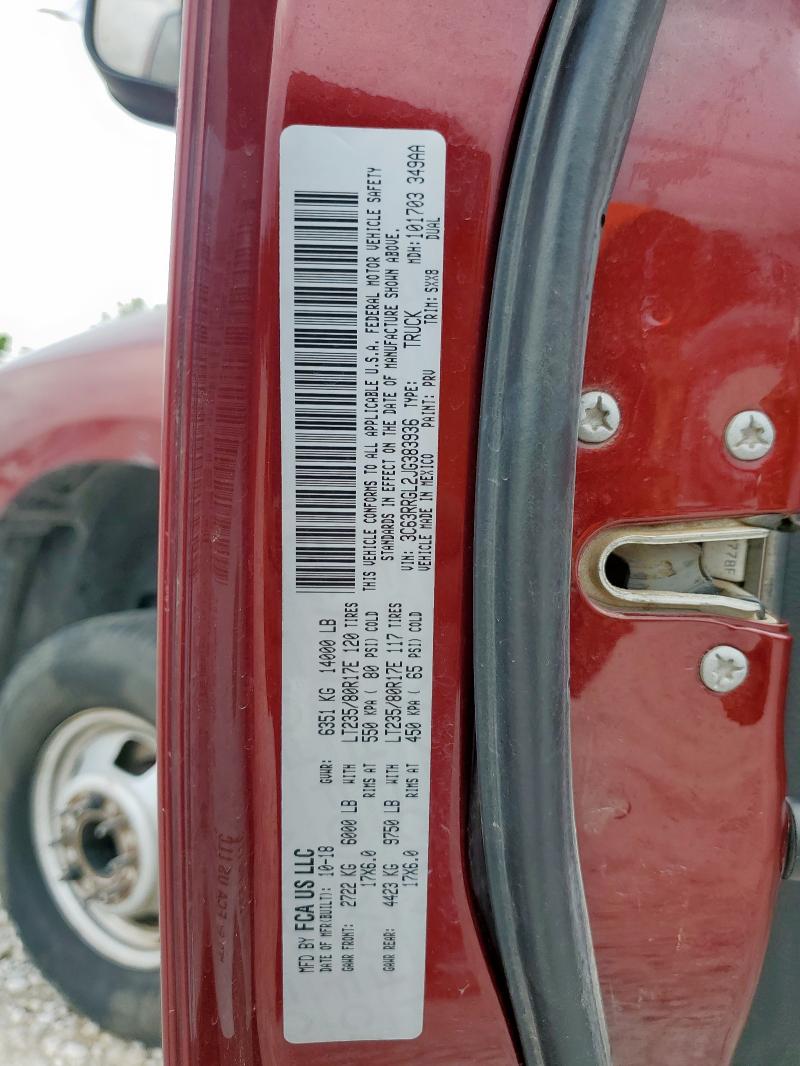 MFD BY FCA US LLC
DATE OF MFR(BUILT): 10-18 GVWR: 6351 KG 14000 LB
GAWR FRONT: 2722 KG 6000 LB WITH LT235/80R17E 120 TIRES
17X6.0 RIMS AT 550 KPA ( 80 PSI) COLD
GAWR REAR: 4423 KG 9750 LB WITH LT235/80R17E 117 TIRES
17X6.0 RIMS AT 450 KPA ( 65 PSI) COLD
THIS VEHICLE CONFORMS TO ALL APPLICABLE U.S.A. FEDERAL MOTOR VEHICLE SAFETY
STANDARDS IN EFFECT ON THE DATE OF MANUFACTURE SHOWN ABOVE.
VIN: 3C63RRGL2JG383936 TYPE: TRUCK MDH: 101703 349AA
VEHICLE MADE IN MEXICO PAINT: PRV TRIM: SXX8 DUAL